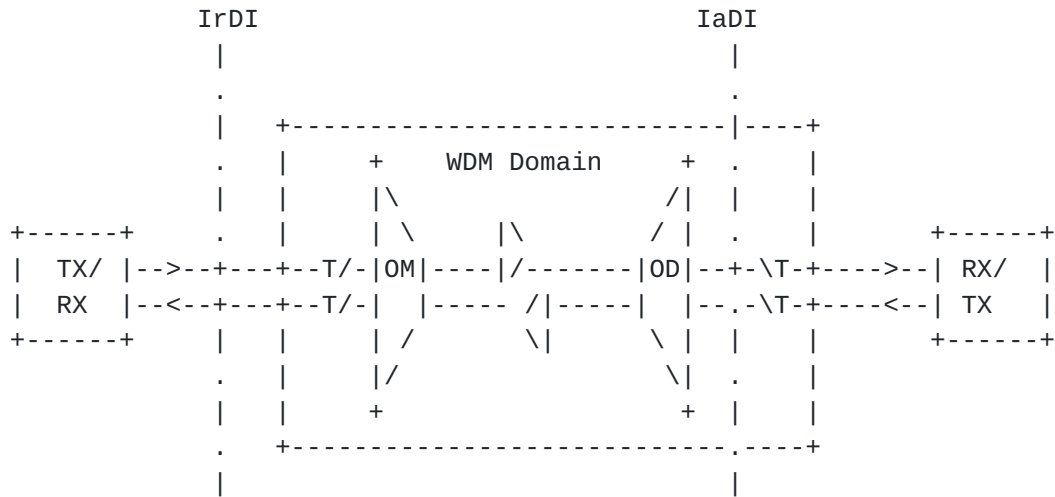 IrDI IaDI
WDM Domain
TX/ T/ OM OD \T RX/
RX T/ \T TX